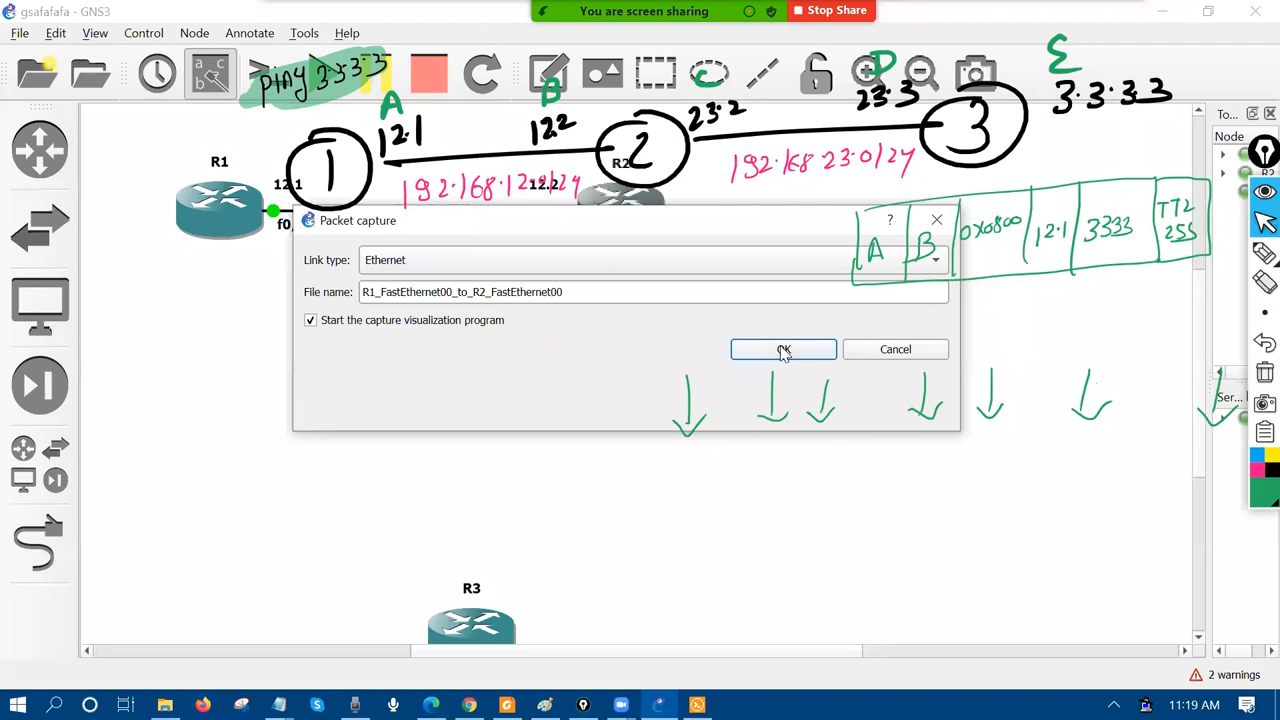 gsafafafa - GNS3
You are screen sharing
Stop Share
File Edit View Control Node Annotate Tools Help
ping 3.3.3.3
A
B
C
D
E
12.1
12.2
23.2
23.3
3.3.3.3
1
2
3
192.168.12.0/24
192.168.23.0/24
R1
12.1
f0
R2
12.2
To...
Node
R2
Packet capture
Link type: Ethernet
File name: R1_FastEthernet00_to_R2_FastEthernet00
Start the capture visualization program
OK
Cancel
A B 0x0800 12.1 3333 TTL
255
Ser...
R3
2 warnings
11:19 AM